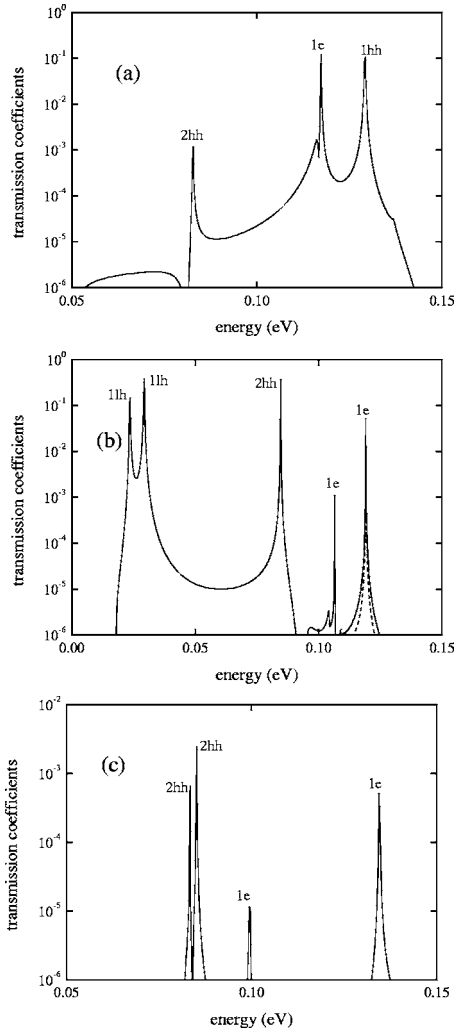 10⁰
10⁻¹
10⁻²
10⁻³
10⁻⁴
10⁻⁵
10⁻⁶
transmission coefficients
(a)
2hh
1e
1hh
0.05
0.10
0.15
energy (eV)
10⁰
10⁻¹
10⁻²
10⁻³
10⁻⁴
10⁻⁵
10⁻⁶
transmission coefficients
1lh
1lh
2hh
(b)
1e
1e
0.00
0.05
0.10
0.15
energy (eV)
10⁻²
10⁻³
10⁻⁴
10⁻⁵
10⁻⁶
transmission coefficients
(c)
2hh
2hh
1e
1e
0.05
0.10
0.15
energy (eV)